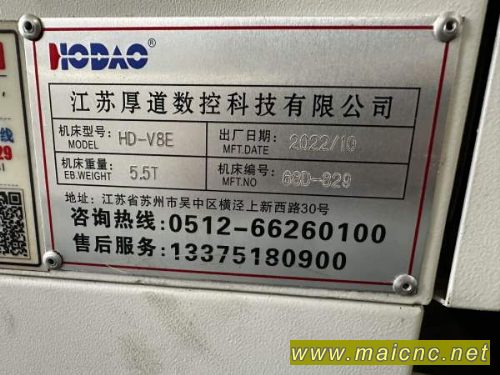 HODAO®
江苏厚道数控科技有限公司
机床型号: MODEL HD-V8E 出厂日期: MFT.DATE 2022/10
机床重量: EB.WEIGHT 5.5T 机床编号: MFT.NO 68D-829
地址: 江苏省苏州市吴中区横泾上新西路30号
咨询热线: 0512-66260100
售后服务: 13375180900
线
29
www.maicnc.net